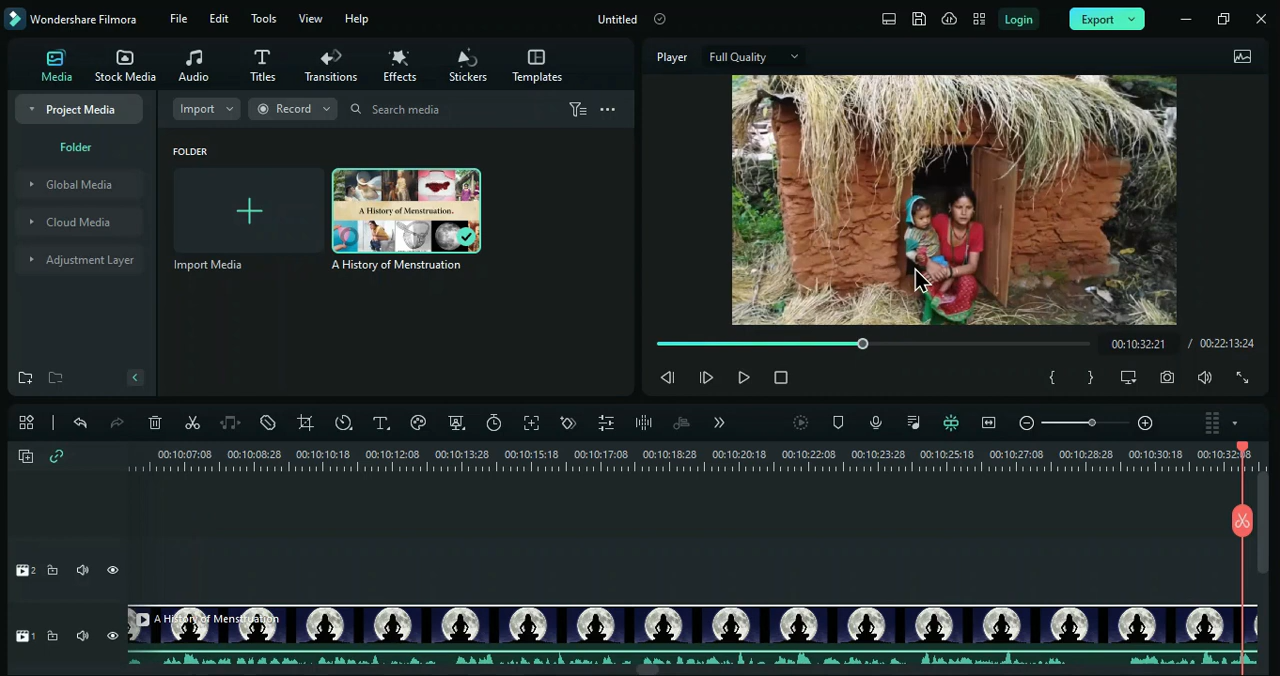 Wondershare Filmora File Edit Tools View Help Untitled Login Export
Media Stock Media Audio Titles Transitions Effects Stickers Templates
Player Full Quality
Project Media
Import Record Search media
Folder
FOLDER
Global Media
Cloud Media
Adjustment Layer
A History of Menstruation.
Import Media
A History of Menstruation
00:10:32:21 / 00:22:13:24
00:10:07:08 00:10:08:28 00:10:10:18 00:10:12:08 00:10:13:28 00:10:15:18 00:10:17:08 00:10:18:28 00:10:20:18 00:10:22:08 00:10:23:28 00:10:25:18 00:10:27:08 00:10:28:28 00:10:30:18 00:10:32:08
2
A History of Menstruation
1